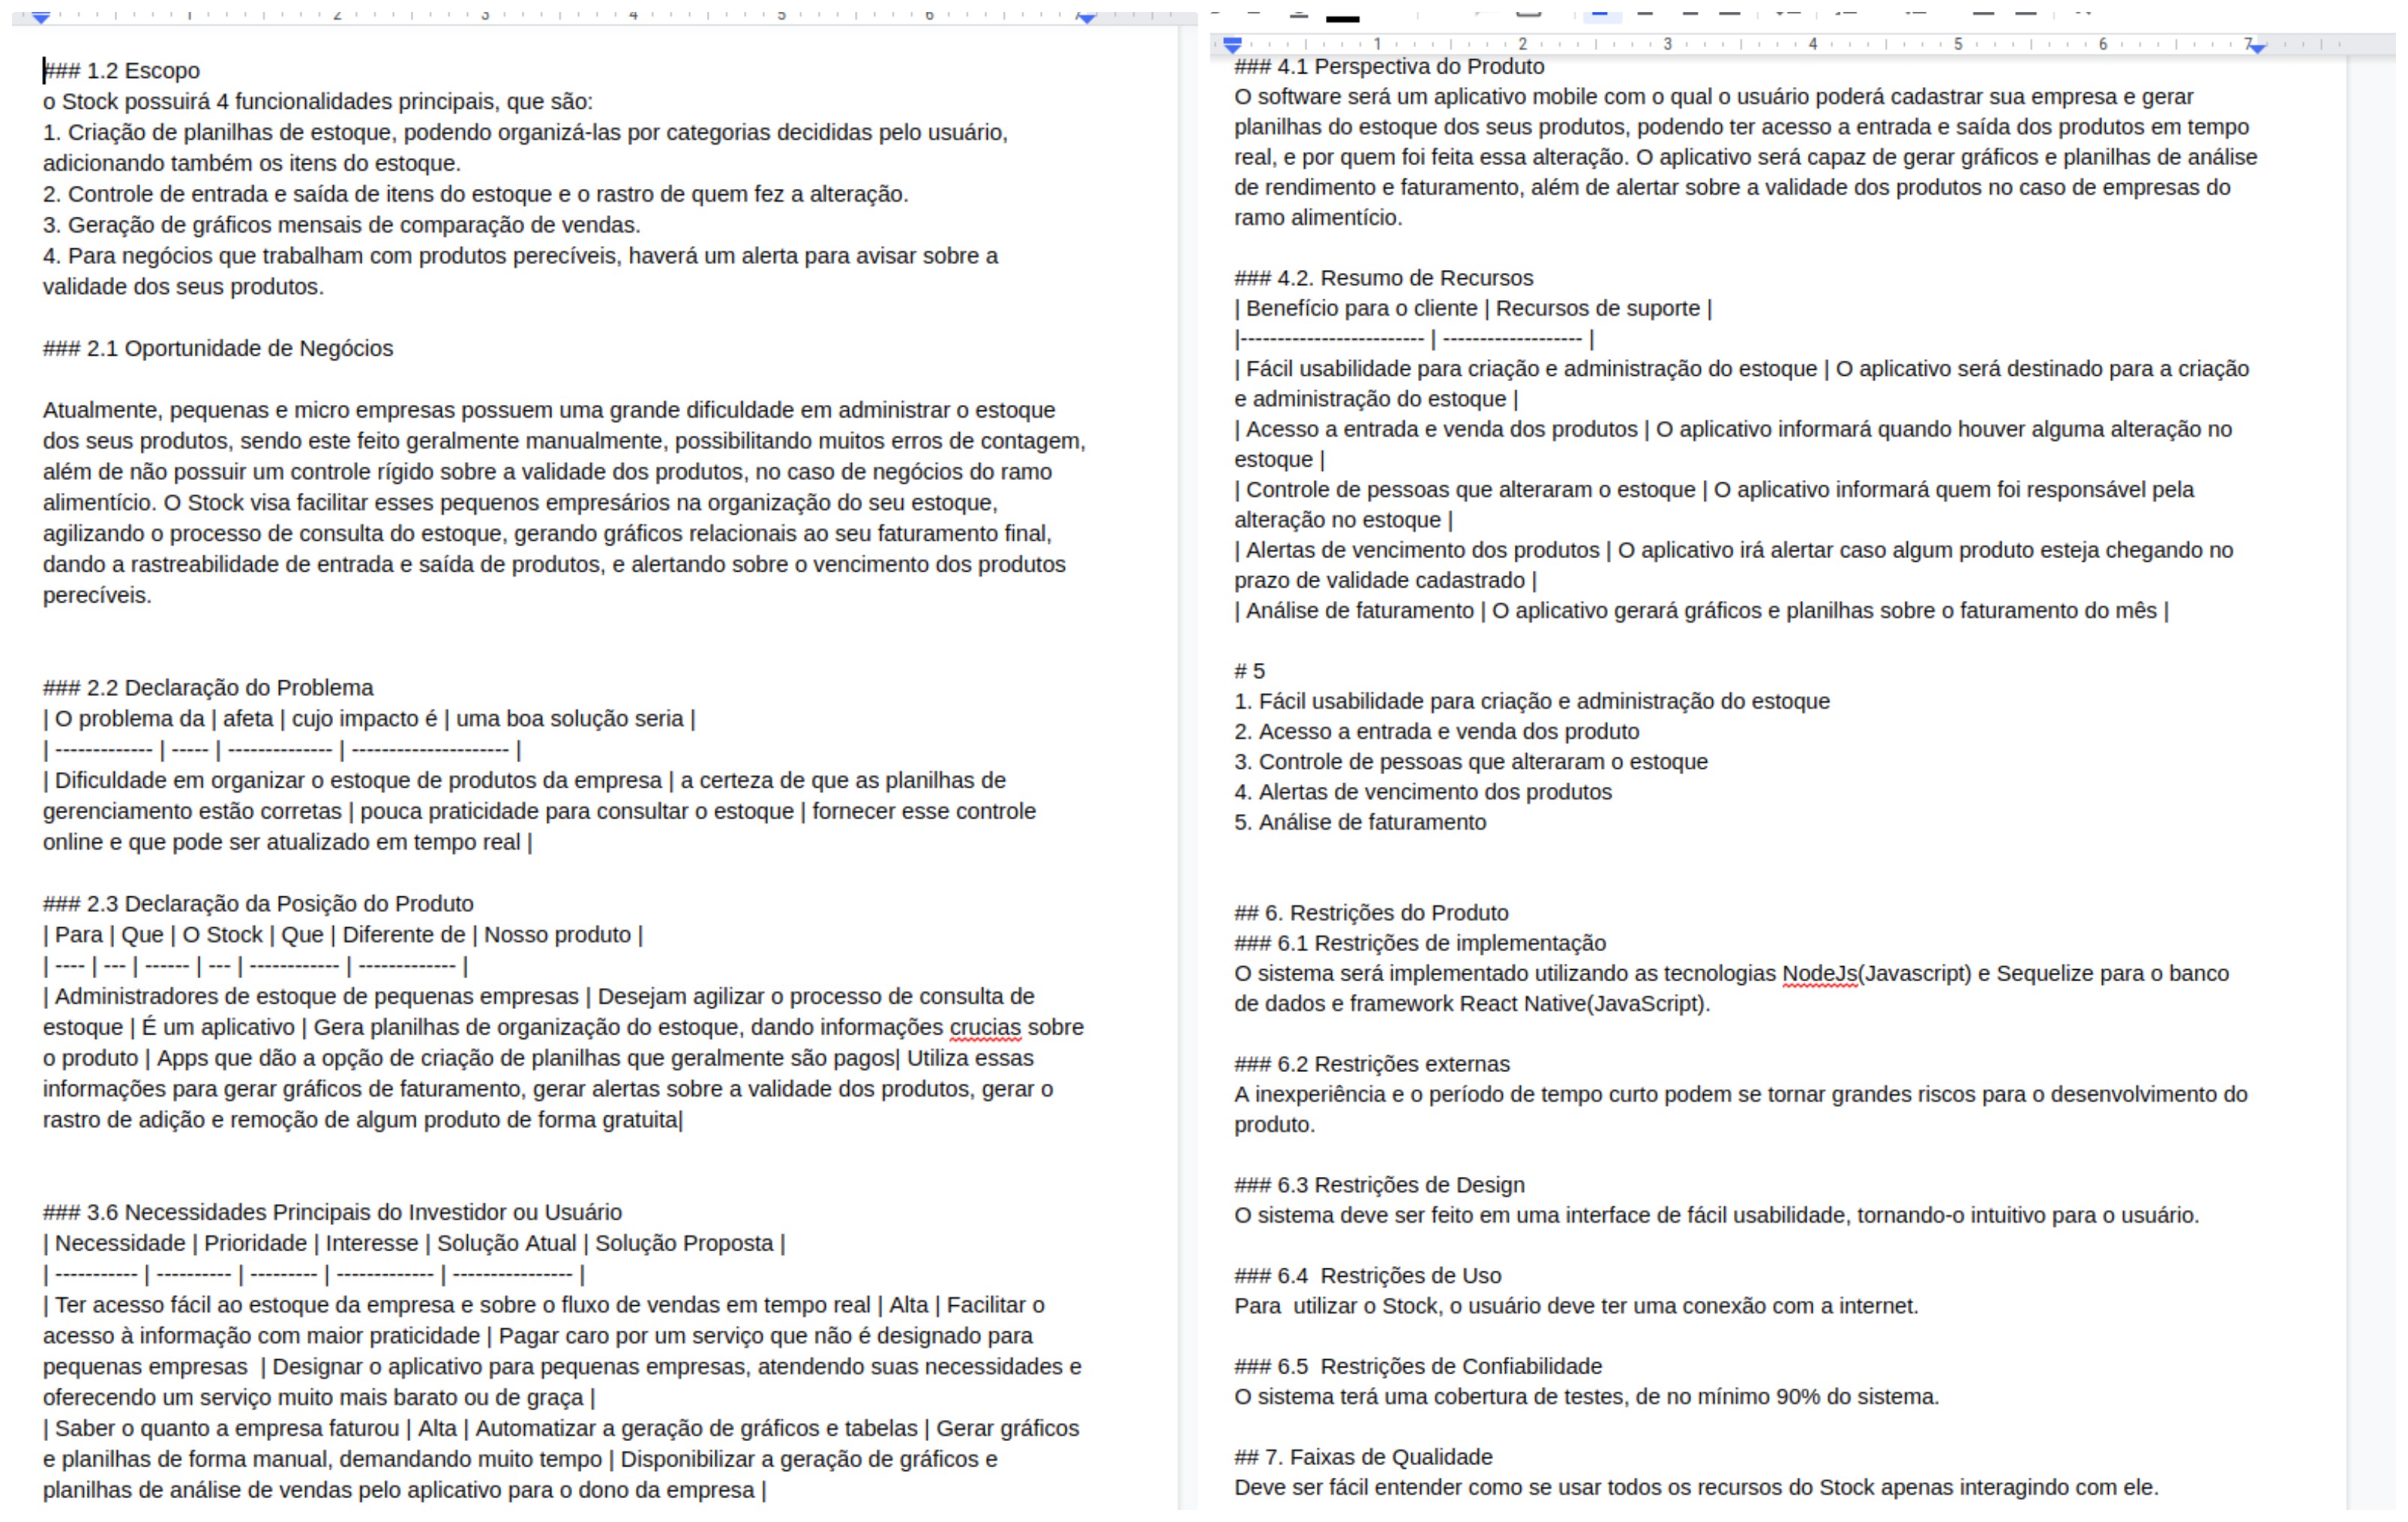 1 2 3 4 5 6 7
### 1.2 Escopo
o Stock possuirá 4 funcionalidades principais, que são:
1. Criação de planilhas de estoque, podendo organizá-las por categorias decididas pelo usuário,
adicionando também os itens do estoque.
2. Controle de entrada e saída de itens do estoque e o rastro de quem fez a alteração.
3. Geração de gráficos mensais de comparação de vendas.
4. Para negócios que trabalham com produtos perecíveis, haverá um alerta para avisar sobre a
validade dos seus produtos.
### 2.1 Oportunidade de Negócios
Atualmente, pequenas e micro empresas possuem uma grande dificuldade em administrar o estoque
dos seus produtos, sendo este feito geralmente manualmente, possibilitando muitos erros de contagem,
além de não possuir um controle rígido sobre a validade dos produtos, no caso de negócios do ramo
alimentício. O Stock visa facilitar esses pequenos empresários na organização do seu estoque,
agilizando o processo de consulta do estoque, gerando gráficos relacionais ao seu faturamento final,
dando a rastreabilidade de entrada e saída de produtos, e alertando sobre o vencimento dos produtos
perecíveis.
### 2.2 Declaração do Problema
| O problema da | afeta | cujo impacto é | uma boa solução seria |
| ------------- | ----- | -------------- | --------------------- |
| Dificuldade em organizar o estoque de produtos da empresa | a certeza de que as planilhas de
gerenciamento estão corretas | pouca praticidade para consultar o estoque | fornecer esse controle
online e que pode ser atualizado em tempo real |
### 2.3 Declaração da Posição do Produto
| Para | Que | O Stock | Que | Diferente de | Nosso produto |
| ---- | --- | ------ | --- | ------------ | ------------- |
| Administradores de estoque de pequenas empresas | Desejam agilizar o processo de consulta de
estoque | É um aplicativo | Gera planilhas de organização do estoque, dando informações crucias sobre
o produto | Apps que dão a opção de criação de planilhas que geralmente são pagos| Utiliza essas
informações para gerar gráficos de faturamento, gerar alertas sobre a validade dos produtos, gerar o
rastro de adição e remoção de algum produto de forma gratuita|
### 3.6 Necessidades Principais do Investidor ou Usuário
| Necessidade | Prioridade | Interesse | Solução Atual | Solução Proposta |
| ----------- | ---------- | --------- | ------------- | ---------------- |
| Ter acesso fácil ao estoque da empresa e sobre o fluxo de vendas em tempo real | Alta | Facilitar o
acesso à informação com maior praticidade | Pagar caro por um serviço que não é designado para
pequenas empresas  | Designar o aplicativo para pequenas empresas, atendendo suas necessidades e
oferecendo um serviço muito mais barato ou de graça |
| Saber o quanto a empresa faturou | Alta | Automatizar a geração de gráficos e tabelas | Gerar gráficos
e planilhas de forma manual, demandando muito tempo | Disponibilizar a geração de gráficos e
planilhas de análise de vendas pelo aplicativo para o dono da empresa |
1 2 3 4 5 6 7
### 4.1 Perspectiva do Produto
O software será um aplicativo mobile com o qual o usuário poderá cadastrar sua empresa e gerar
planilhas do estoque dos seus produtos, podendo ter acesso a entrada e saída dos produtos em tempo
real, e por quem foi feita essa alteração. O aplicativo será capaz de gerar gráficos e planilhas de análise
de rendimento e faturamento, além de alertar sobre a validade dos produtos no caso de empresas do
ramo alimentício.
### 4.2. Resumo de Recursos
| Benefício para o cliente | Recursos de suporte |
|------------------------- | ------------------- |
| Fácil usabilidade para criação e administração do estoque | O aplicativo será destinado para a criação
e administração do estoque |
| Acesso a entrada e venda dos produtos | O aplicativo informará quando houver alguma alteração no
estoque |
| Controle de pessoas que alteraram o estoque | O aplicativo informará quem foi responsável pela
alteração no estoque |
| Alertas de vencimento dos produtos | O aplicativo irá alertar caso algum produto esteja chegando no
prazo de validade cadastrado |
| Análise de faturamento | O aplicativo gerará gráficos e planilhas sobre o faturamento do mês |
# 5
1. Fácil usabilidade para criação e administração do estoque
2. Acesso a entrada e venda dos produto
3. Controle de pessoas que alteraram o estoque
4. Alertas de vencimento dos produtos
5. Análise de faturamento
## 6. Restrições do Produto
### 6.1 Restrições de implementação
O sistema será implementado utilizando as tecnologias NodeJs(Javascript) e Sequelize para o banco
de dados e framework React Native(JavaScript).
### 6.2 Restrições externas
A inexperiência e o período de tempo curto podem se tornar grandes riscos para o desenvolvimento do
produto.
### 6.3 Restrições de Design
O sistema deve ser feito em uma interface de fácil usabilidade, tornando-o intuitivo para o usuário.
### 6.4  Restrições de Uso
Para  utilizar o Stock, o usuário deve ter uma conexão com a internet.
### 6.5  Restrições de Confiabilidade
O sistema terá uma cobertura de testes, de no mínimo 90% do sistema.
## 7. Faixas de Qualidade
Deve ser fácil entender como se usar todos os recursos do Stock apenas interagindo com ele.